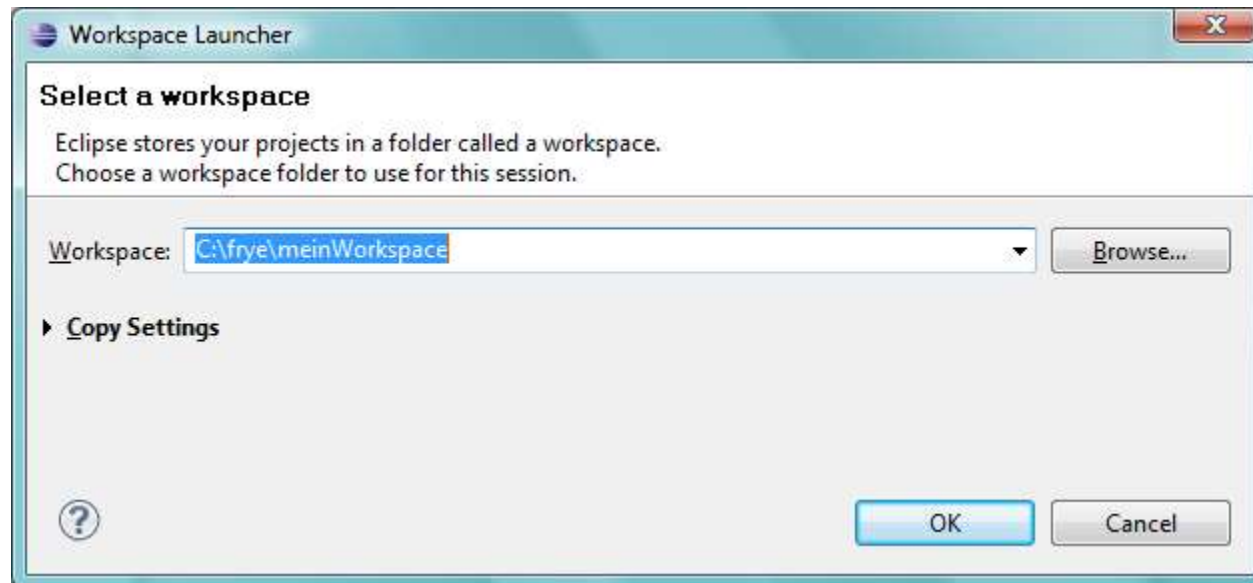 Workspace Launcher
Select a workspace
Eclipse stores your projects in a folder called a workspace.
Choose a workspace folder to use for this session.
Workspace: C:\frye\meinWorkspace Browse...
Copy Settings
OK Cancel